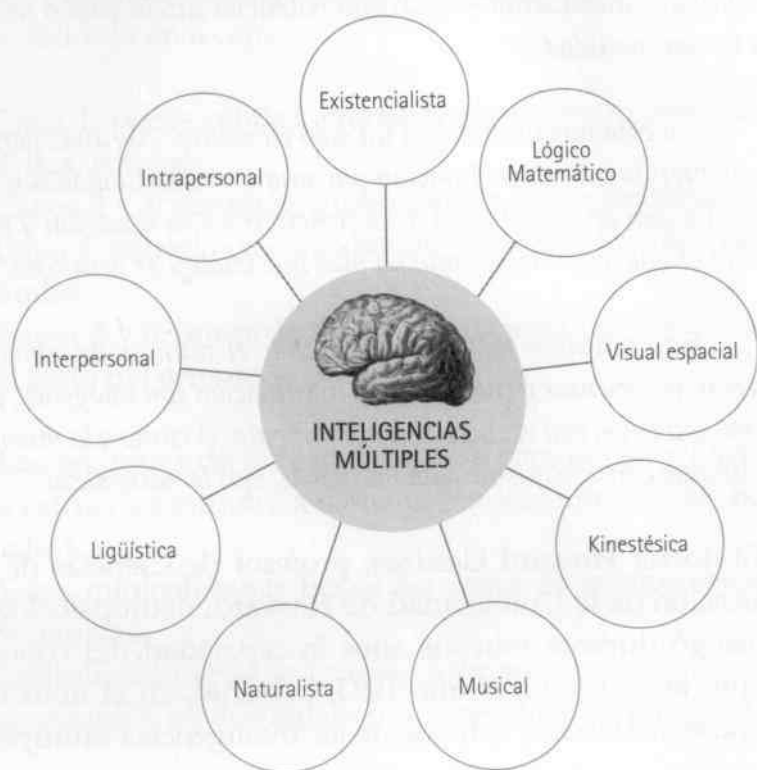 Existencialista
Lógico
Matemático
Visual espacial
Kinestésica
Musical
Naturalista
Ligüística
Interpersonal
Intrapersonal
INTELIGENCIAS
MÚLTIPLES